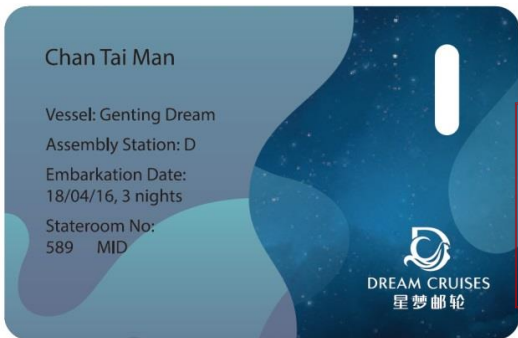 Chan Tai Man
Vessel: Genting Dream
Assembly Station: D
Embarkation Date:
18/04/16, 3 nights
Stateroom No:
589 MID
DREAM CRUISES
星梦邮轮